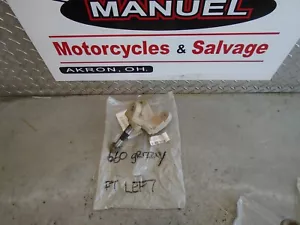 MANUEL
Motorcycles & Salvage
AKRON, OH.
660 grizzly
FT LEFT